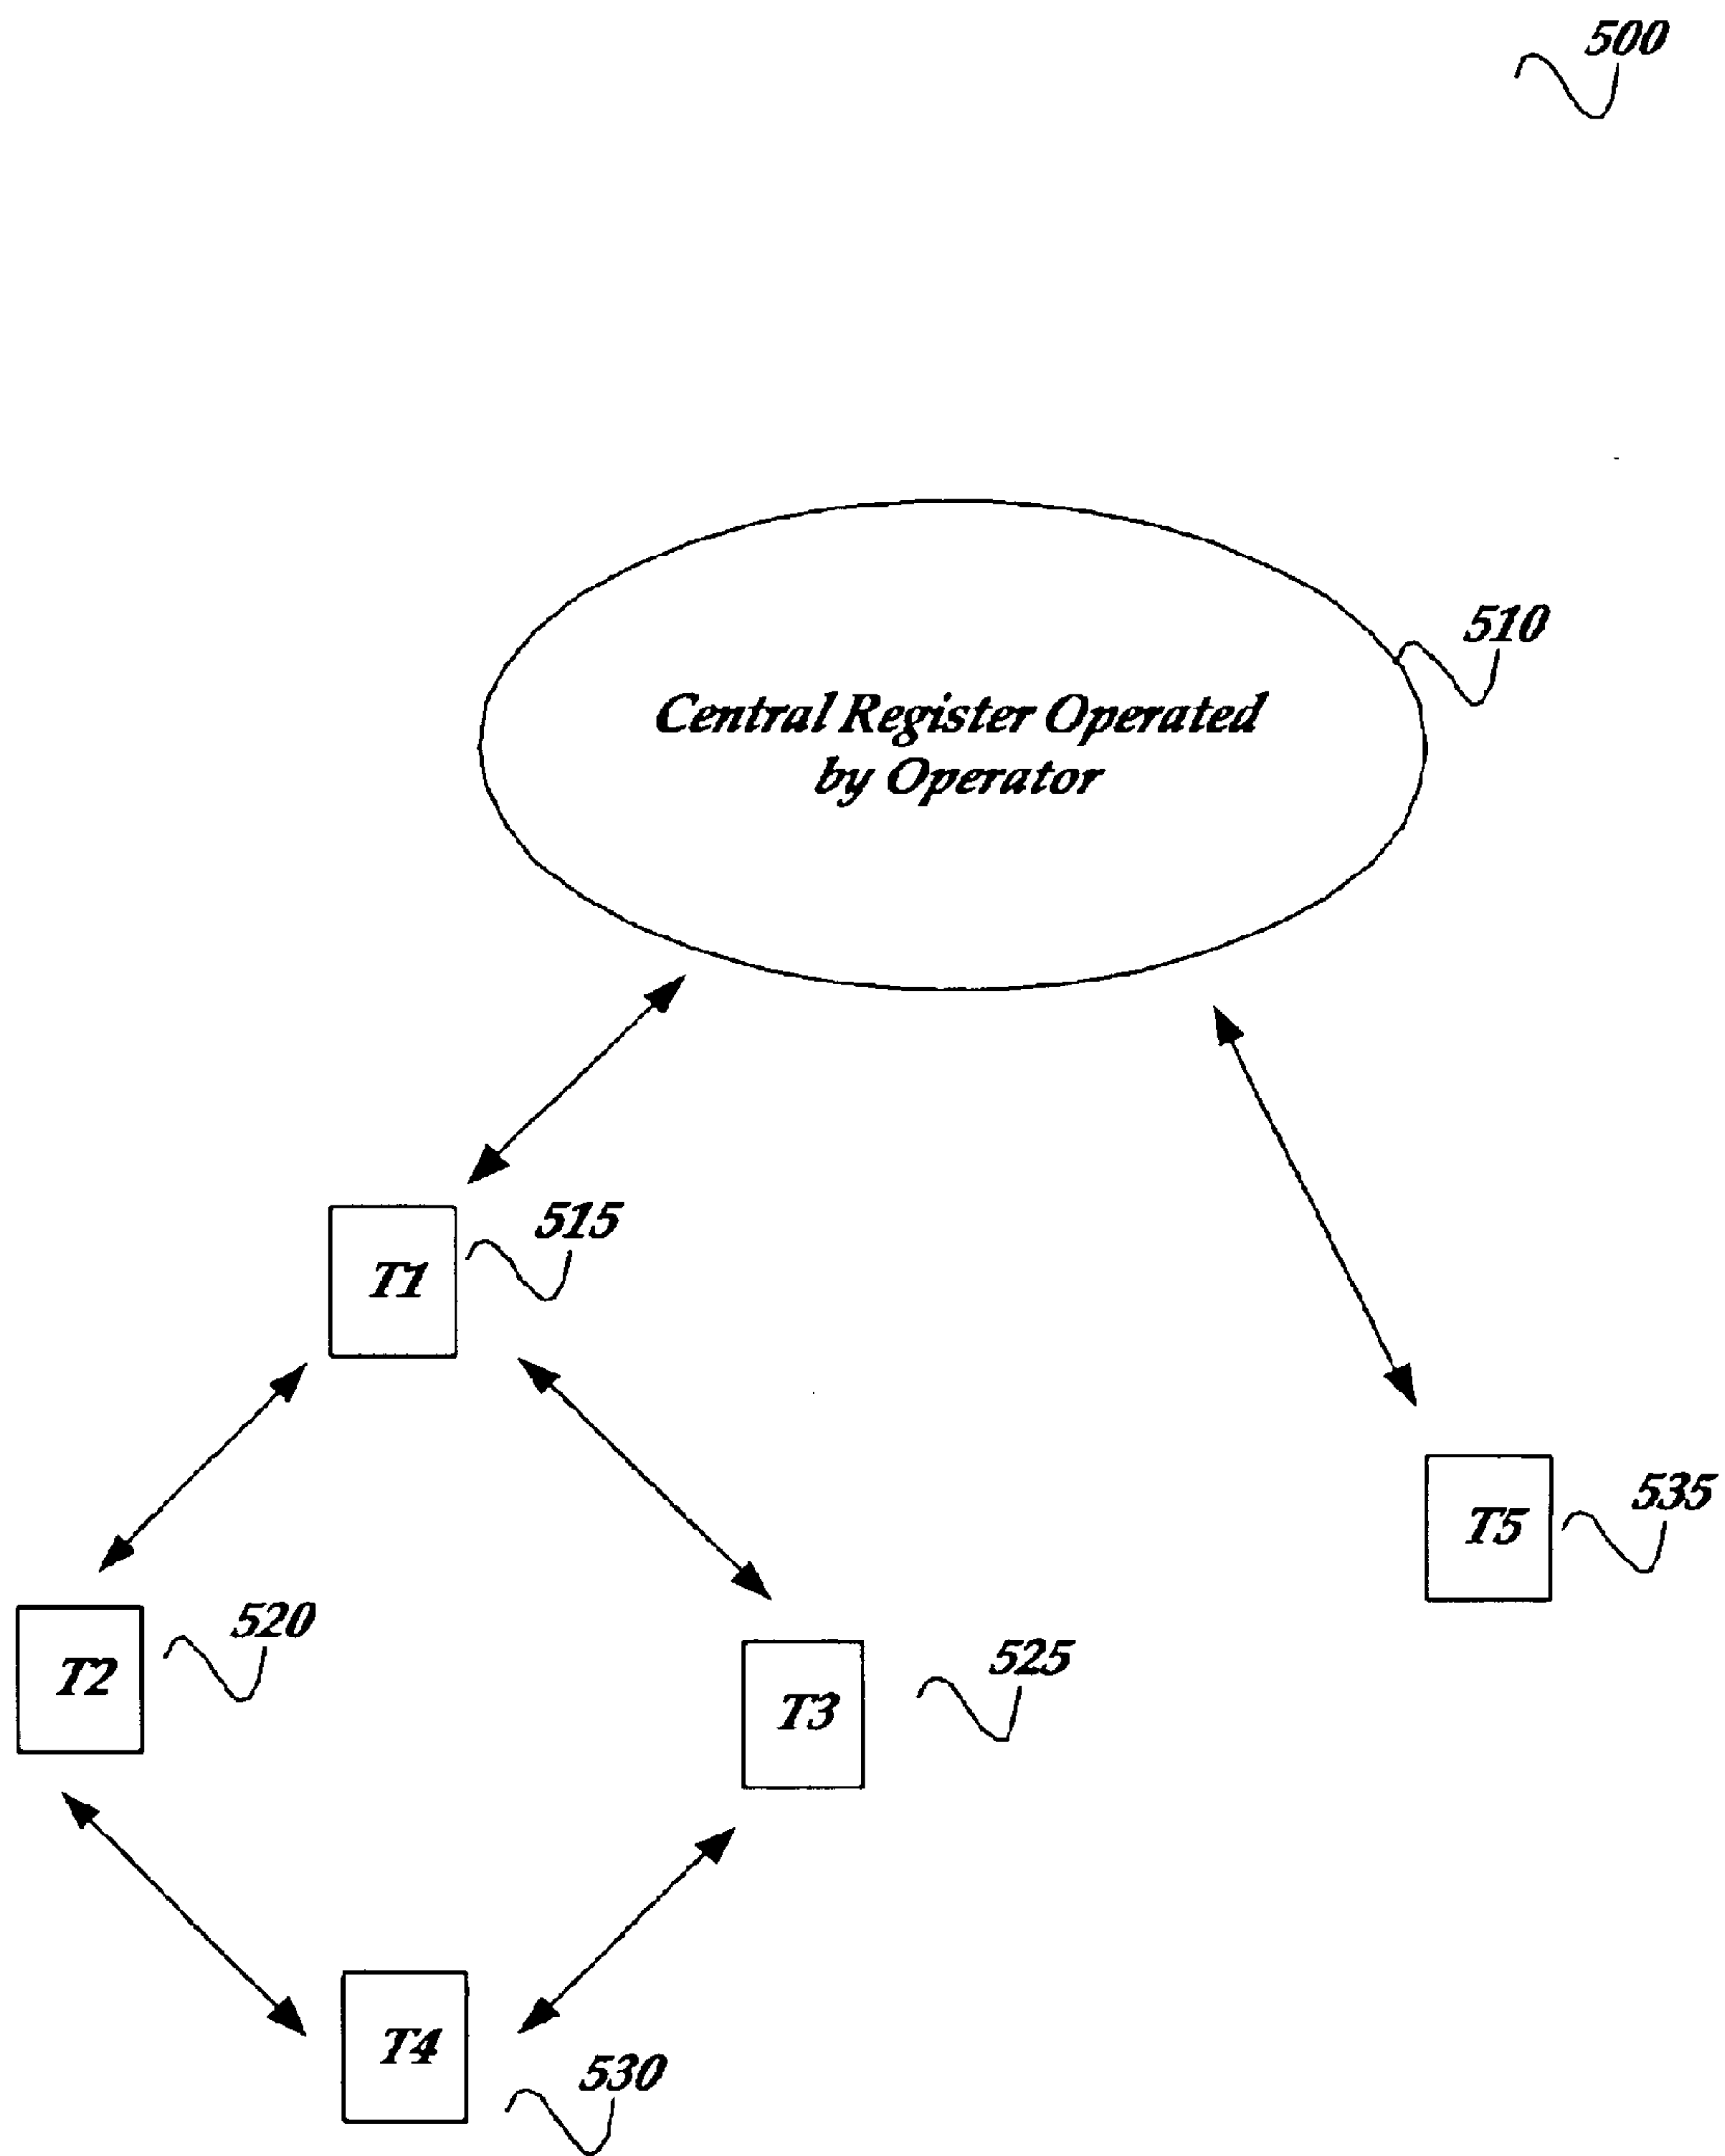 500
510
Central Register Operated
by Operator
515
T1
535
T5
520
T2
525
T3
T4
530